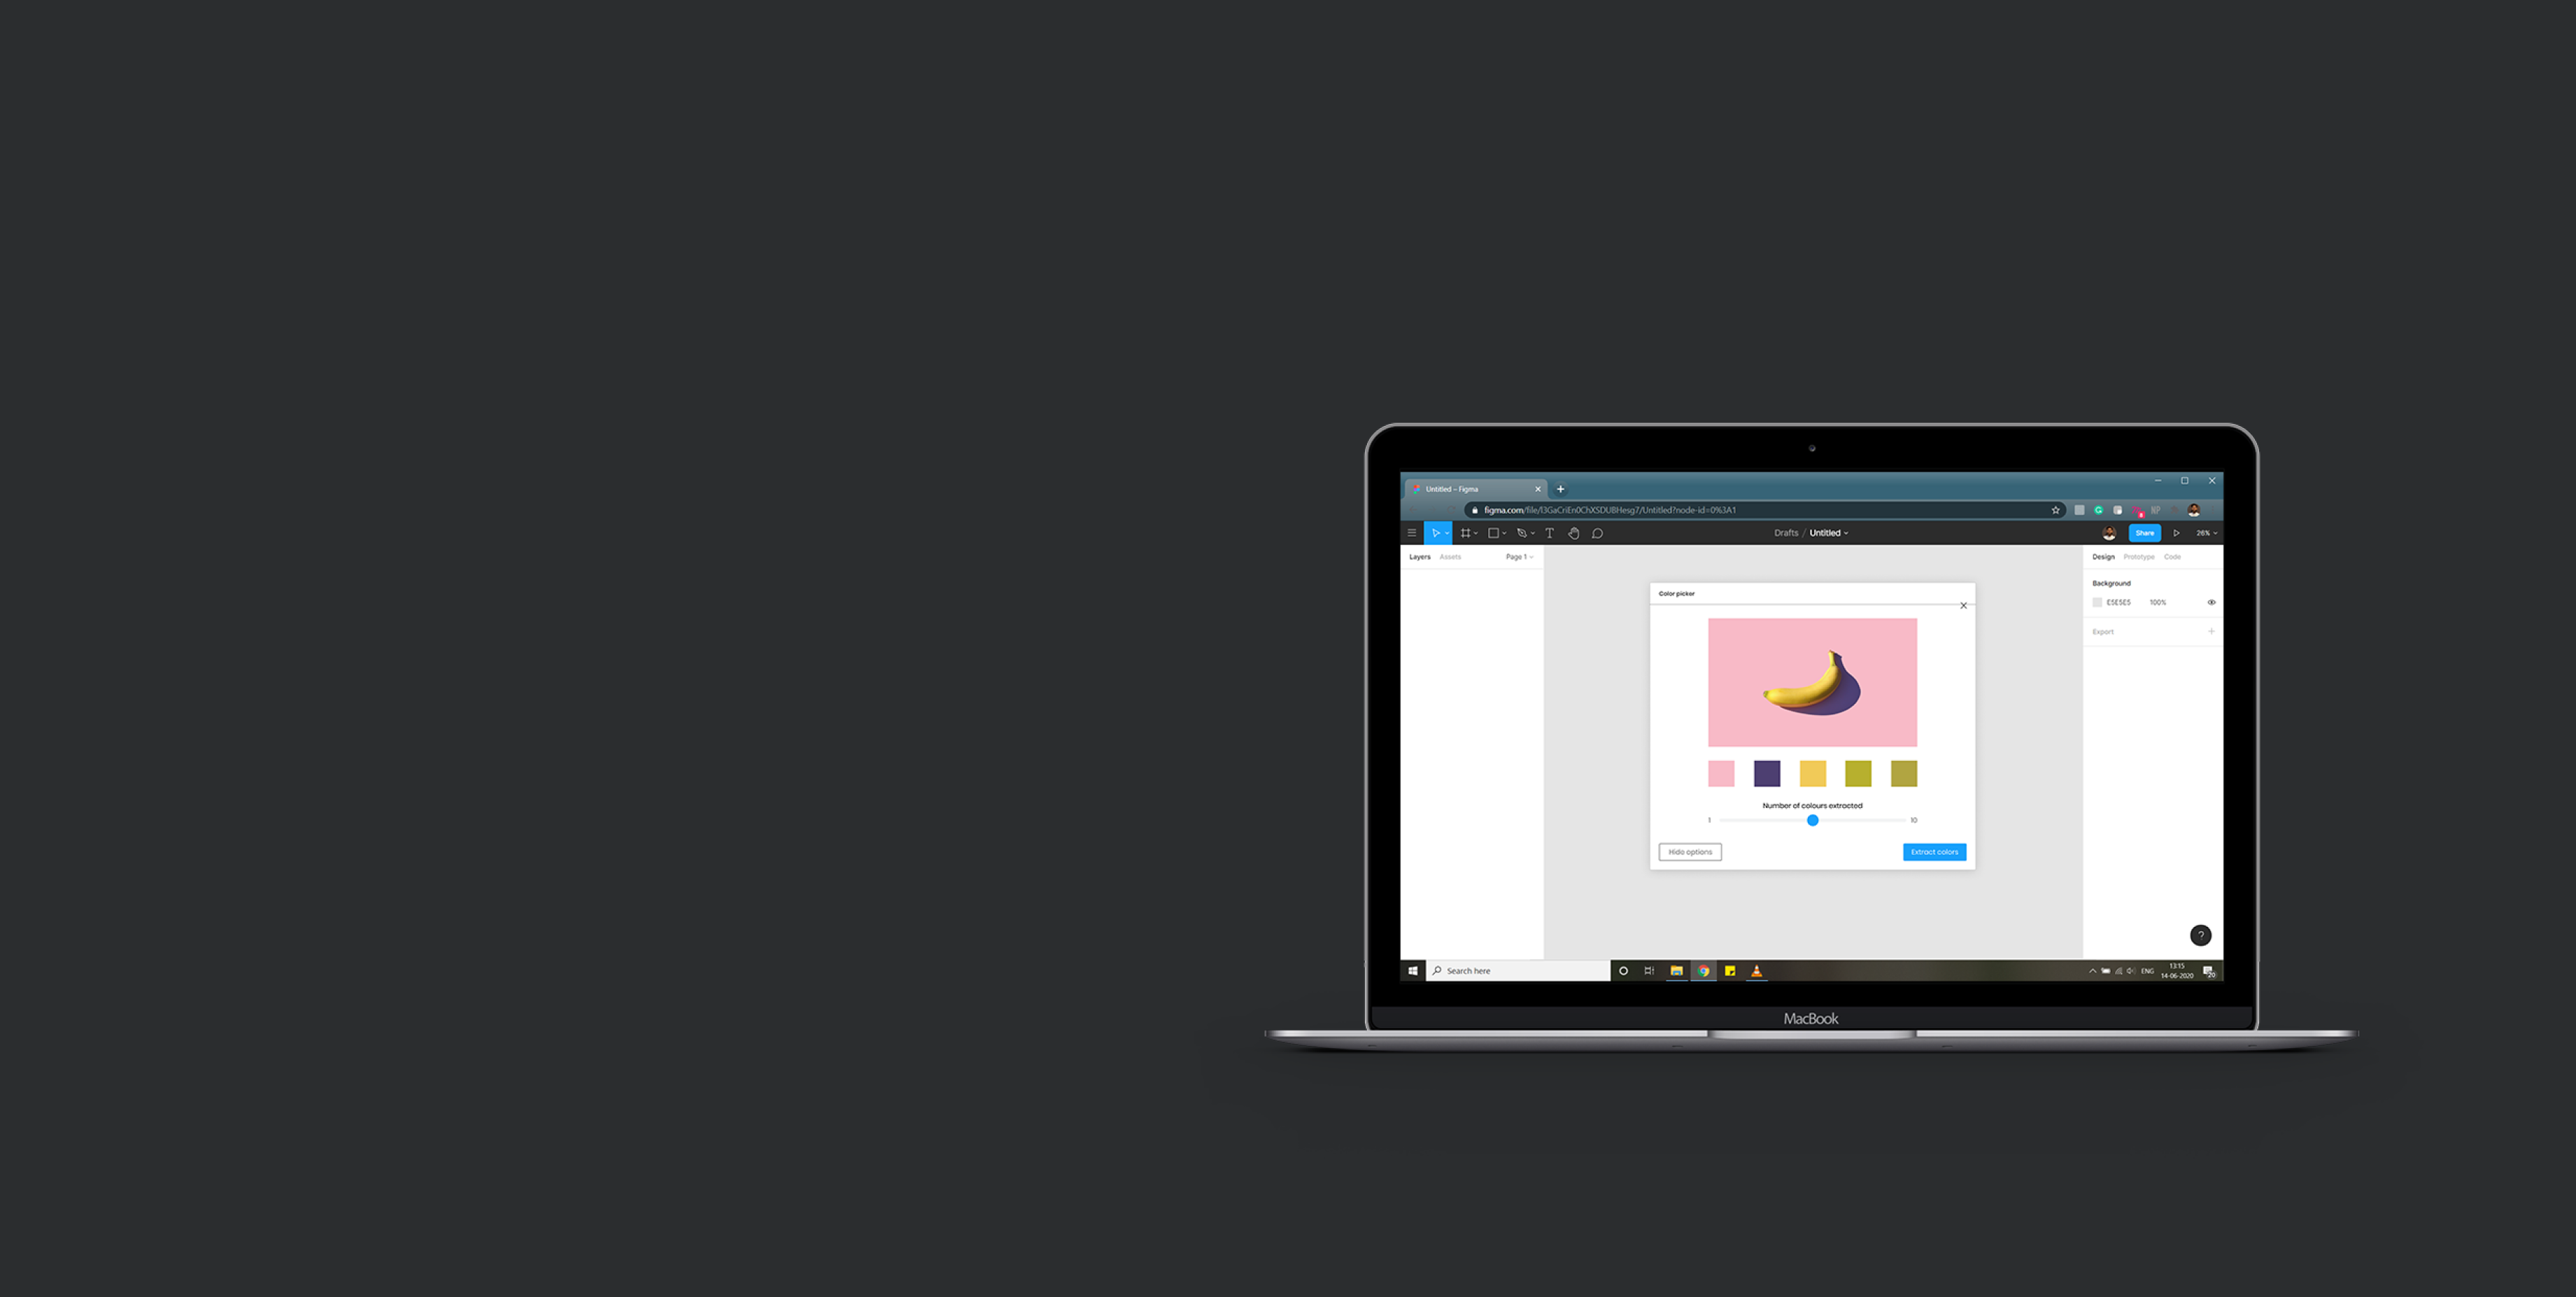 Untitled – Figma
figma.com/file/l3GaCriEn0ChXSDUBHesg7/Untitled?node-id=0%3A1
Drafts / Untitled
Share
26%
Layers Assets Page 1
Design Prototype Code
Background
E5E5E5 100%
Export
Color picker
Number of colours extracted
1 10
Hide options
Extract colors
?
Search here
ENG
13:15
14-06-2020
20
MacBook